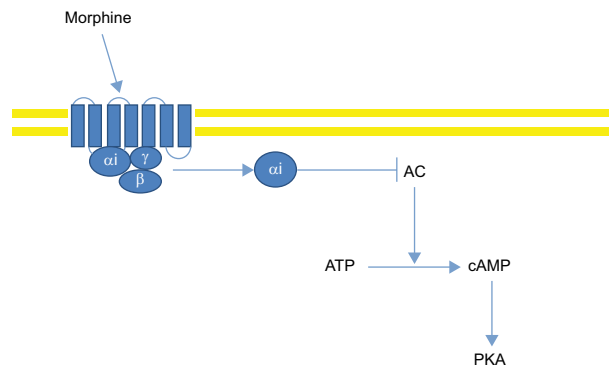 Morphine
αi γ
β
αi
AC
ATP cAMP
PKA